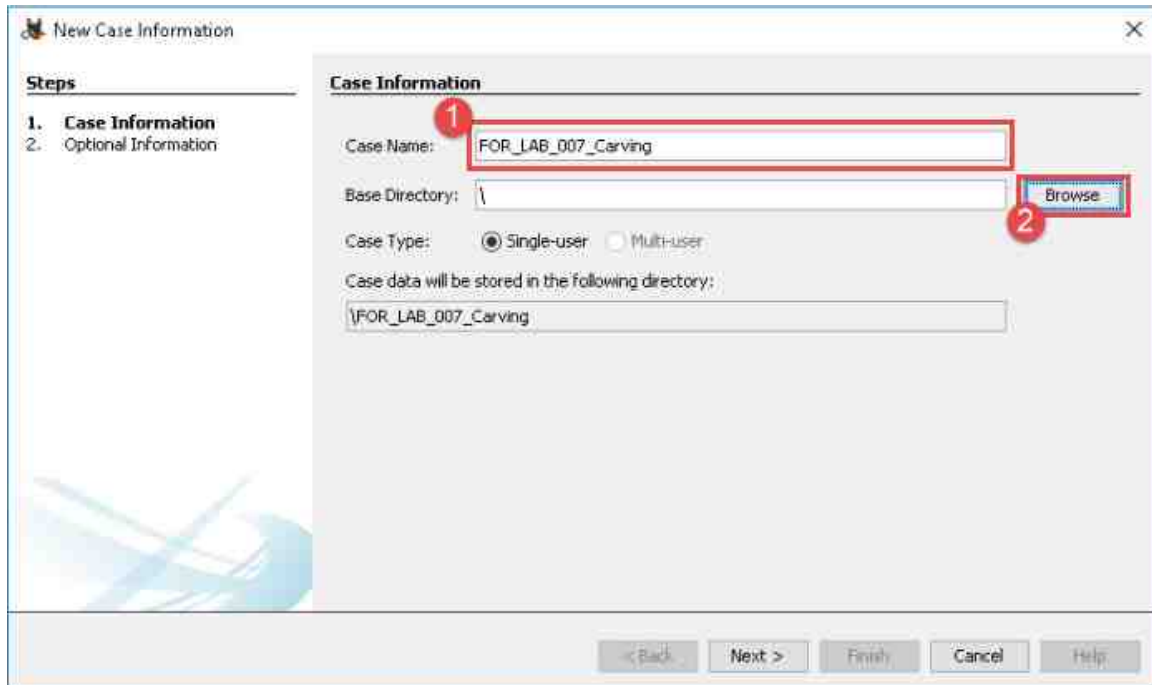 New Case Information
Steps
1. Case Information
2. Optional Information
Case Information
1
Case Name: FOR_LAB_007_Carving
Base Directory: \ Browse
2
Case Type: Single-user Multi-user
Case data will be stored in the following directory:
\FOR_LAB_007_Carving
< Back Next > Finish Cancel Help